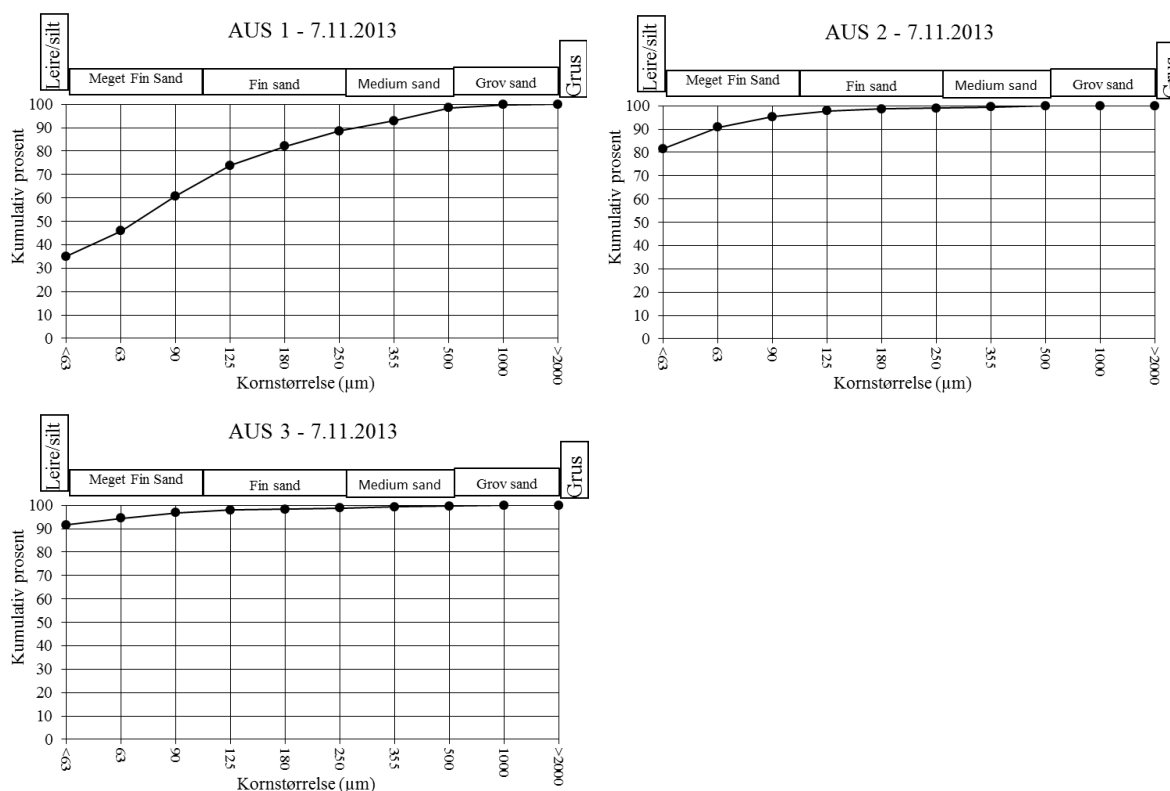 AUS 1 - 7.11.2013
Leire/silt
Meget Fin Sand
Fin sand
Medium sand
Grov sand
Grus
Kumulativ prosent
100
90
80
70
60
50
40
30
20
10
0
<63
63
90
125
180
250
355
500
1000
>2000
Kornstørrelse (µm)
AUS 2 - 7.11.2013
Leire/silt
Meget Fin Sand
Fin sand
Medium sand
Grov sand
Grus
Kumulativ prosent
100
90
80
70
60
50
40
30
20
10
0
<63
63
90
125
180
250
355
500
1000
>2000
Kornstørrelse (µm)
AUS 3 - 7.11.2013
Leire/silt
Meget Fin Sand
Fin sand
Medium sand
Grov sand
Grus
Kumulativ prosent
100
90
80
70
60
50
40
30
20
10
0
<63
63
90
125
180
250
355
500
1000
>2000
Kornstørrelse (µm)